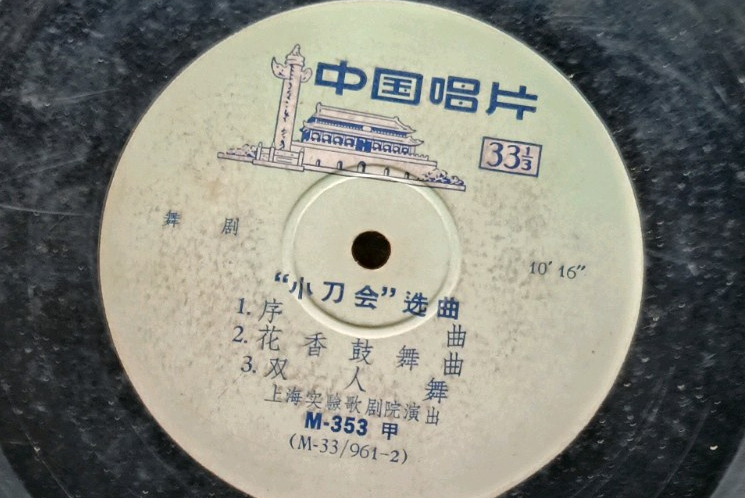 中国唱片
33⅓
舞 剧
10′16″
“小刀会”选曲
1. 序 曲
2. 花香鼓舞曲
3. 双人舞
上海实验歌剧院演出
M-353 甲
(M-33/961-2)